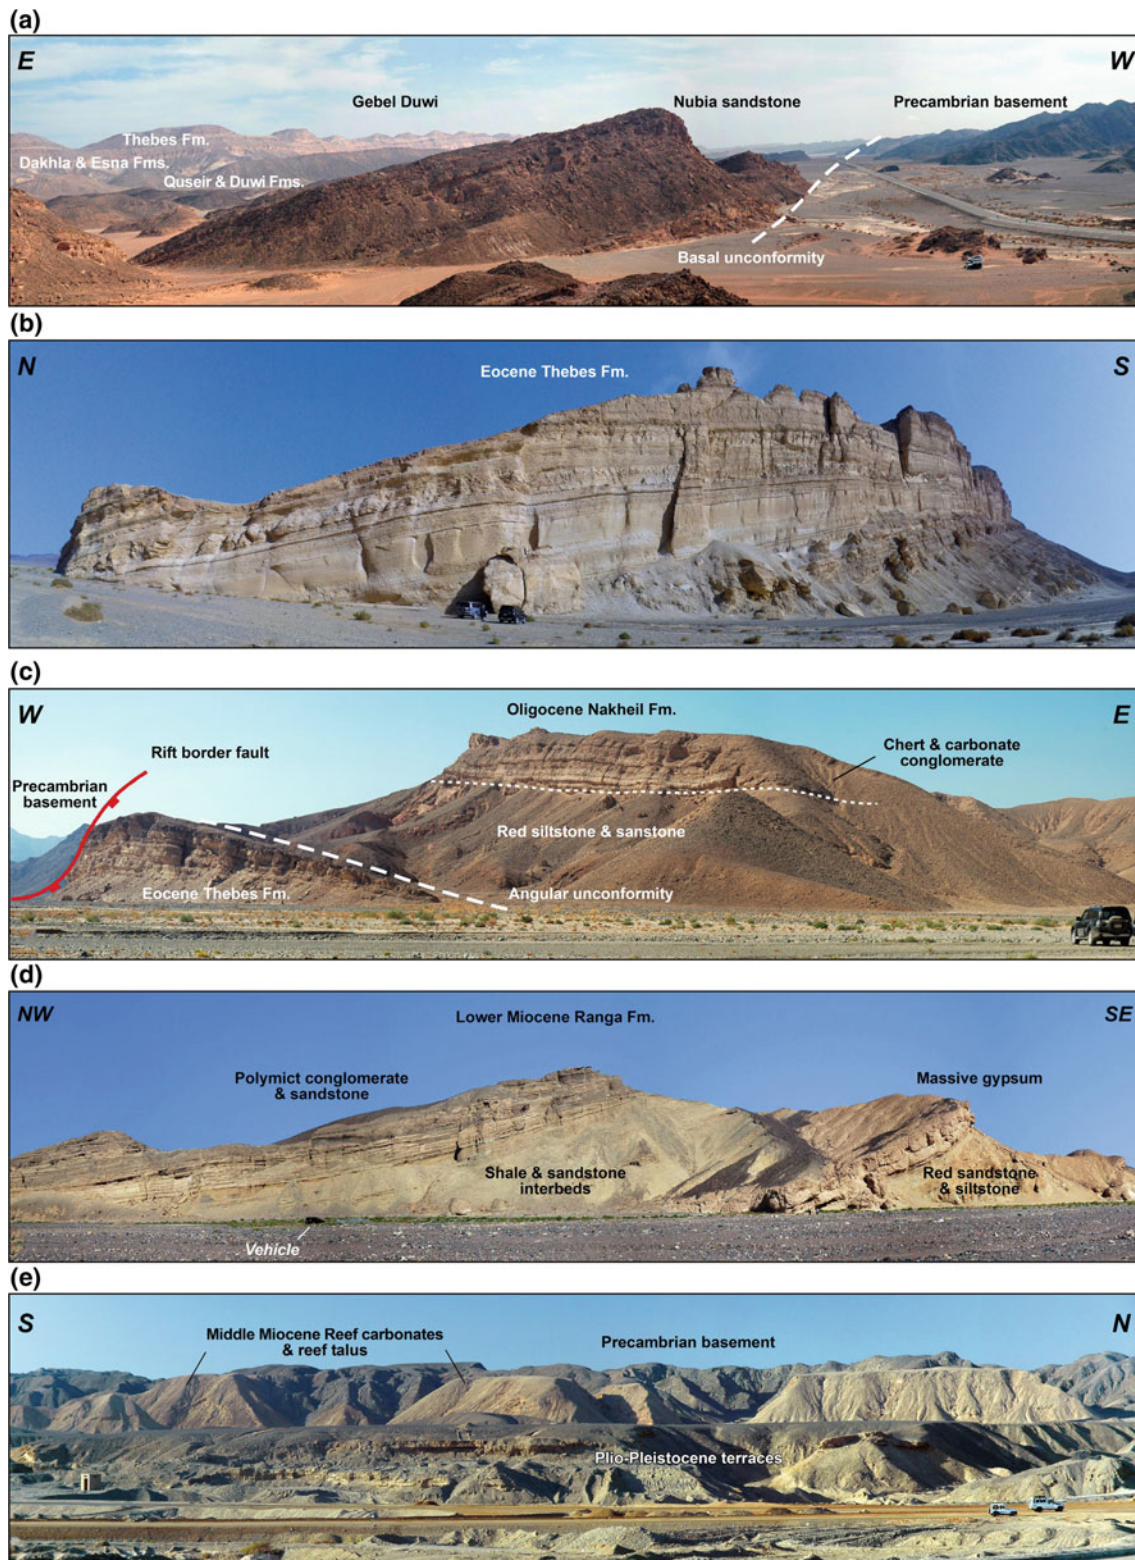 (a)
E
W
Gebel Duwi
Nubia sandstone
Precambrian basement
Thebes Fm.
Dakhla & Esna Fms.
Quseir & Duwi Fms.
Basal unconformity
(b)
N
S
Eocene Thebes Fm.
(c)
W
E
Oligocene Nakheil Fm.
Rift border fault
Chert & carbonate
conglomerate
Precambrian
basement
Red siltstone & sanstone
Eocene Thebes Fm.
Angular unconformity
(d)
NW
SE
Lower Miocene Ranga Fm.
Polymict conglomerate
& sandstone
Massive gypsum
Shale & sandstone
interbeds
Red sandstone
& siltstone
Vehicle
(e)
S
N
Middle Miocene Reef carbonates
& reef talus
Precambrian basement
Plio-Pleistocene terraces